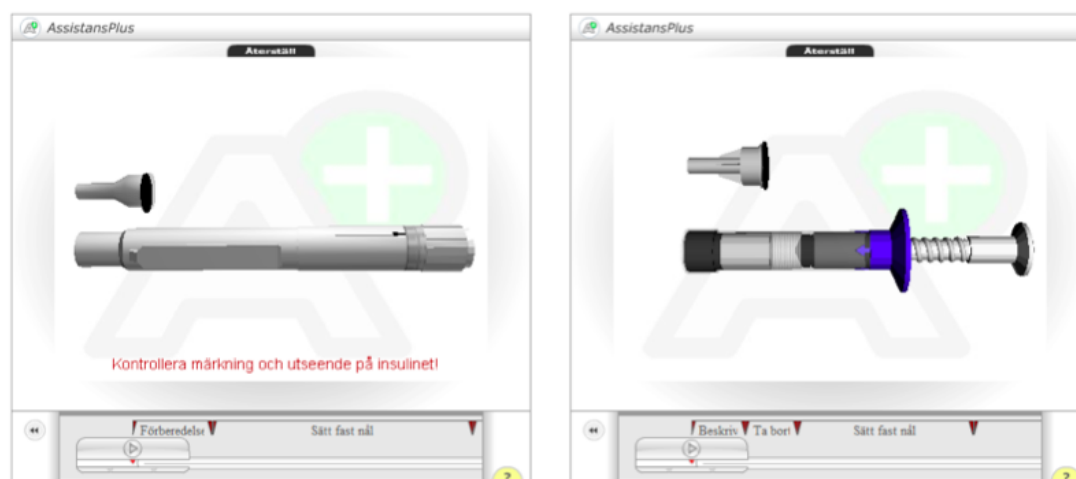 AssistansPlus
Återställ
Kontrollera märkning och utseende på insulinet!
Förberedelse
Sätt fast nål
?
AssistansPlus
Återställ
Beskriv
Ta bort
Sätt fast nål
?